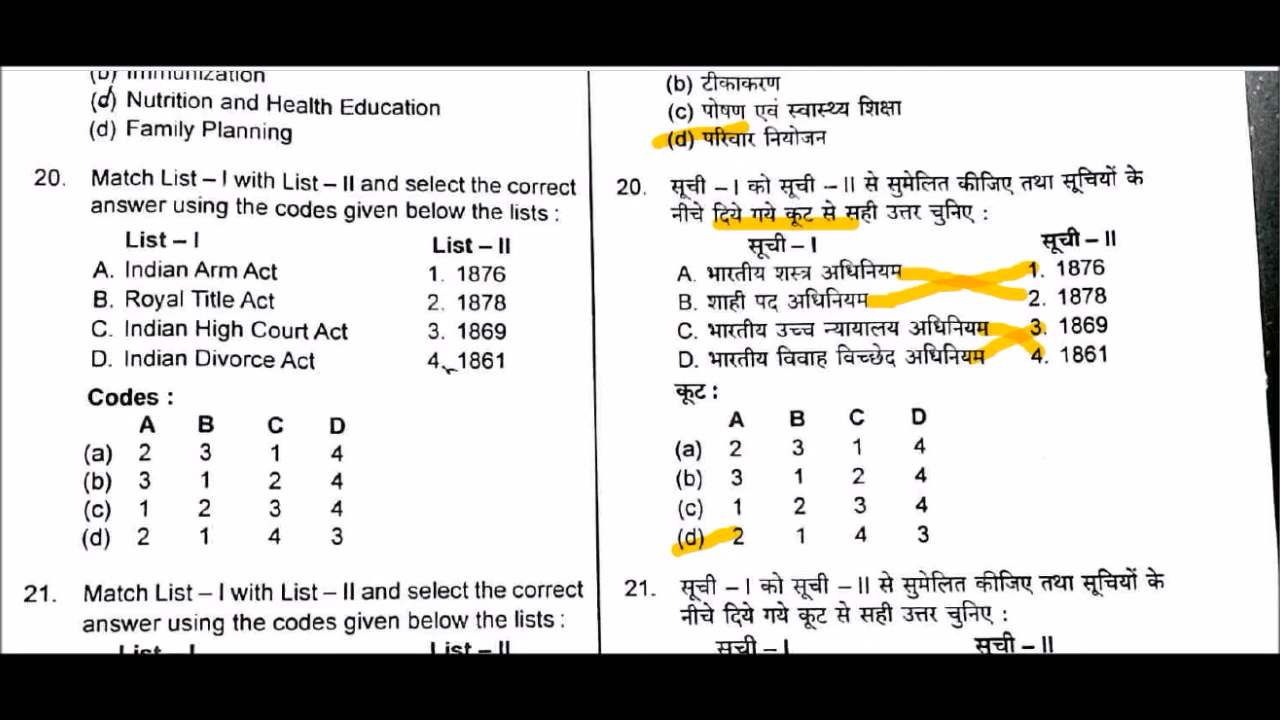 (b) Immunization
(d) Nutrition and Health Education
(d) Family Planning
20. Match List – I with List – II and select the correct
answer using the codes given below the lists :
List – I List – II
A. Indian Arm Act 1. 1876
B. Royal Title Act 2. 1878
C. Indian High Court Act 3. 1869
D. Indian Divorce Act 4. 1861
Codes :
A B C D
(a) 2 3 1 4
(b) 3 1 2 4
(c) 1 2 3 4
(d) 2 1 4 3
21. Match List – I with List – II and select the correct
answer using the codes given below the lists :
List – I List – II
(b) टीकाकरण
(c) पोषण एवं स्वास्थ्य शिक्षा
(d) परिवार नियोजन
20. सूची – I को सूची – II से सुमेलित कीजिए तथा सूचियों के
नीचे दिये गये कूट से सही उत्तर चुनिए :
सूची – I सूची – II
A. भारतीय शस्त्र अधिनियम 1. 1876
B. शाही पद अधिनियम 2. 1878
C. भारतीय उच्च न्यायालय अधिनियम 3. 1869
D. भारतीय विवाह विच्छेद अधिनियम 4. 1861
कूट :
A B C D
(a) 2 3 1 4
(b) 3 1 2 4
(c) 1 2 3 4
(d) 2 1 4 3
21. सूची – I को सूची – II से सुमेलित कीजिए तथा सूचियों के
नीचे दिये गये कूट से सही उत्तर चुनिए :
सूची – I सूची – II